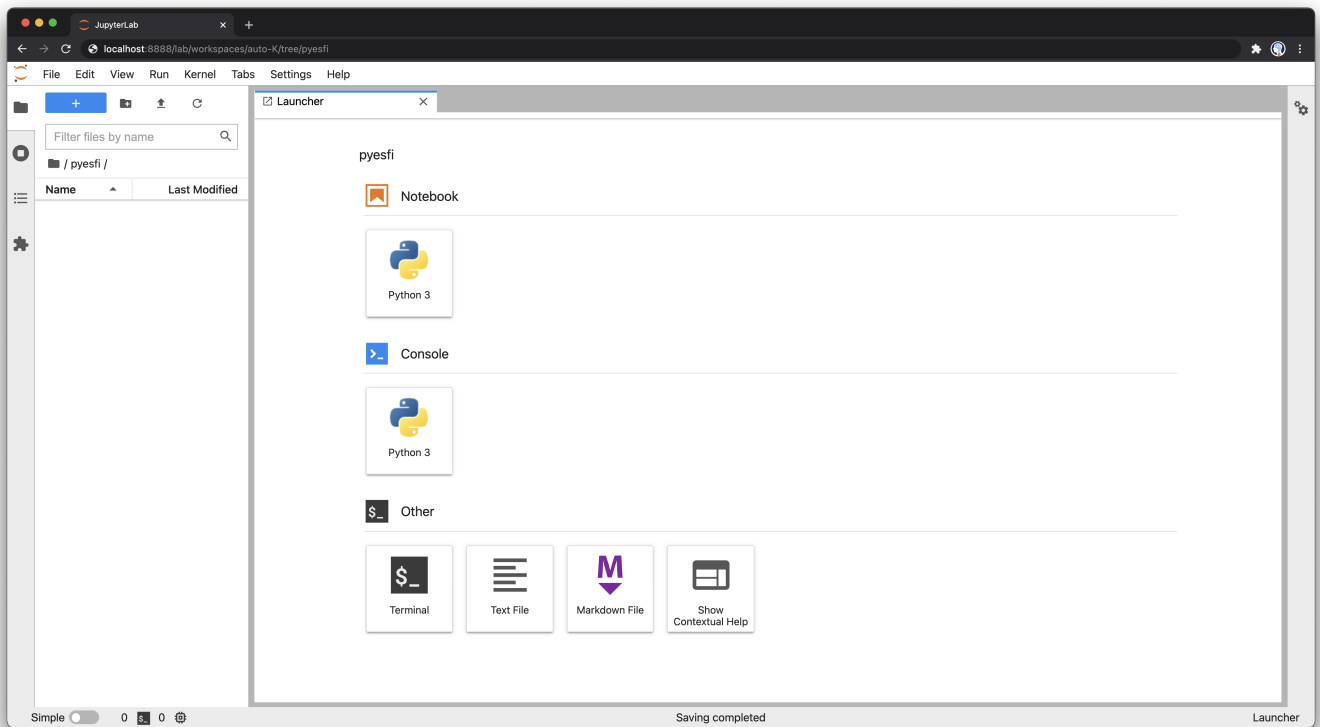 JupyterLab
localhost:8888/lab/workspaces/auto-K/tree/pyesfi
File Edit View Run Kernel Tabs Settings Help
Launcher
Filter files by name
/ pyesfi /
Name Last Modified
pyesfi
Notebook
Python 3
Console
Python 3
$_ Other
$_
Terminal
Text File
M
Markdown File
Show
Contextual Help
Simple 0 $_ 0 Saving completed Launcher